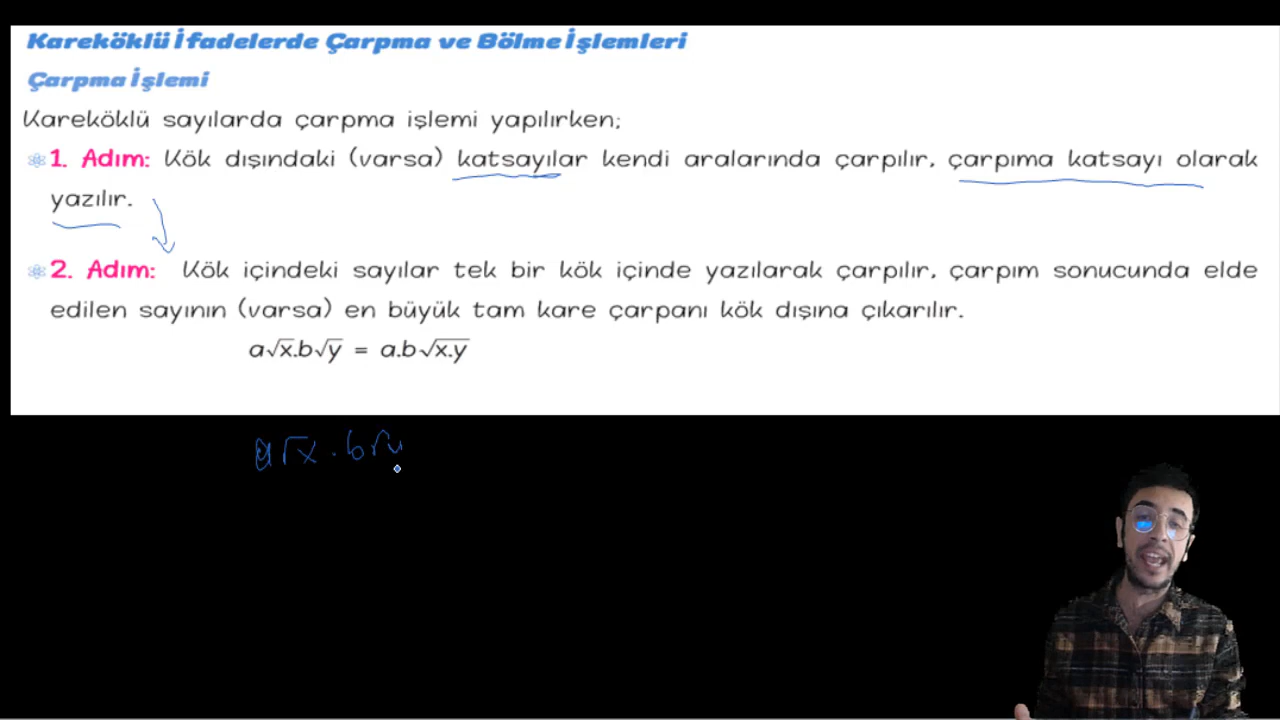 Kareköklü İfadelerde Çarpma ve Bölme İşlemleri
Çarpma İşlemi
Kareköklü sayılarda çarpma işlemi yapılırken;
1. Adım: Kök dışındaki (varsa) katsayılar kendi aralarında çarpılır, çarpıma katsayı olarak
yazılır.
2. Adım: Kök içindeki sayılar tek bir kök içinde yazılarak çarpılır, çarpım sonucunda elde
edilen sayının (varsa) en büyük tam kare çarpanı kök dışına çıkarılır.
a√x.b√y = a.b√x.y
a√x . b√y